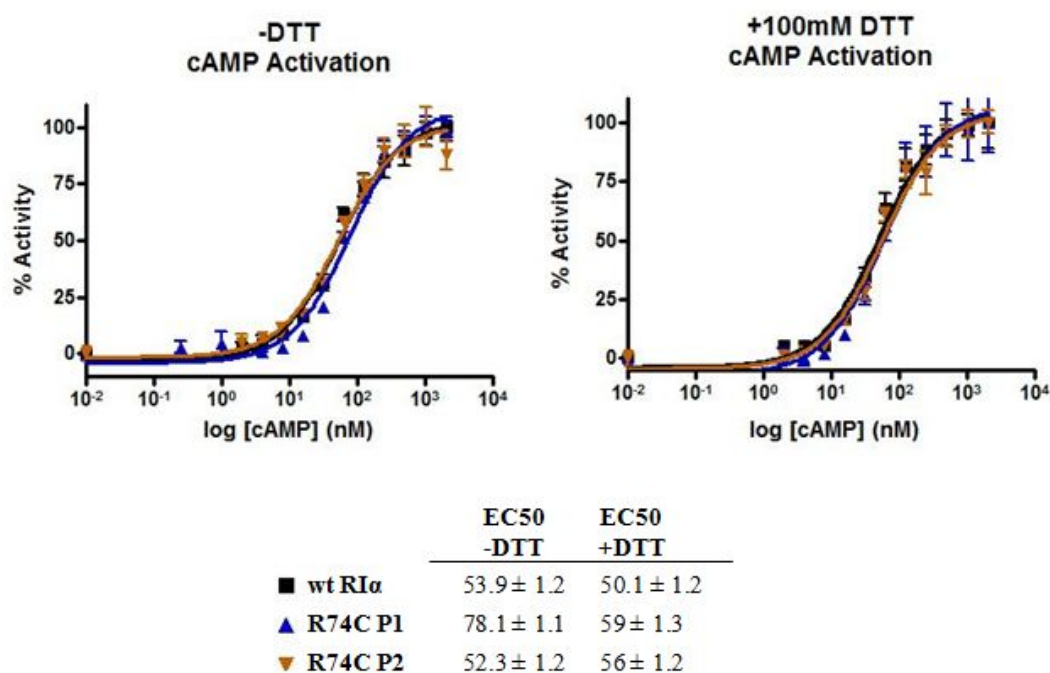 -DTT
cAMP Activation
% Activity
100
75
50
25
0
10⁻² 10⁻¹ 10⁰ 10¹ 10² 10³ 10⁴
log [cAMP] (nM)
+100mM DTT
cAMP Activation
% Activity
100
75
50
25
0
10⁻² 10⁻¹ 10⁰ 10¹ 10² 10³ 10⁴
log [cAMP] (nM)
EC50 EC50
-DTT +DTT
wt RIα 53.9 ± 1.2 50.1 ± 1.2
R74C P1 78.1 ± 1.1 59 ± 1.3
R74C P2 52.3 ± 1.2 56 ± 1.2